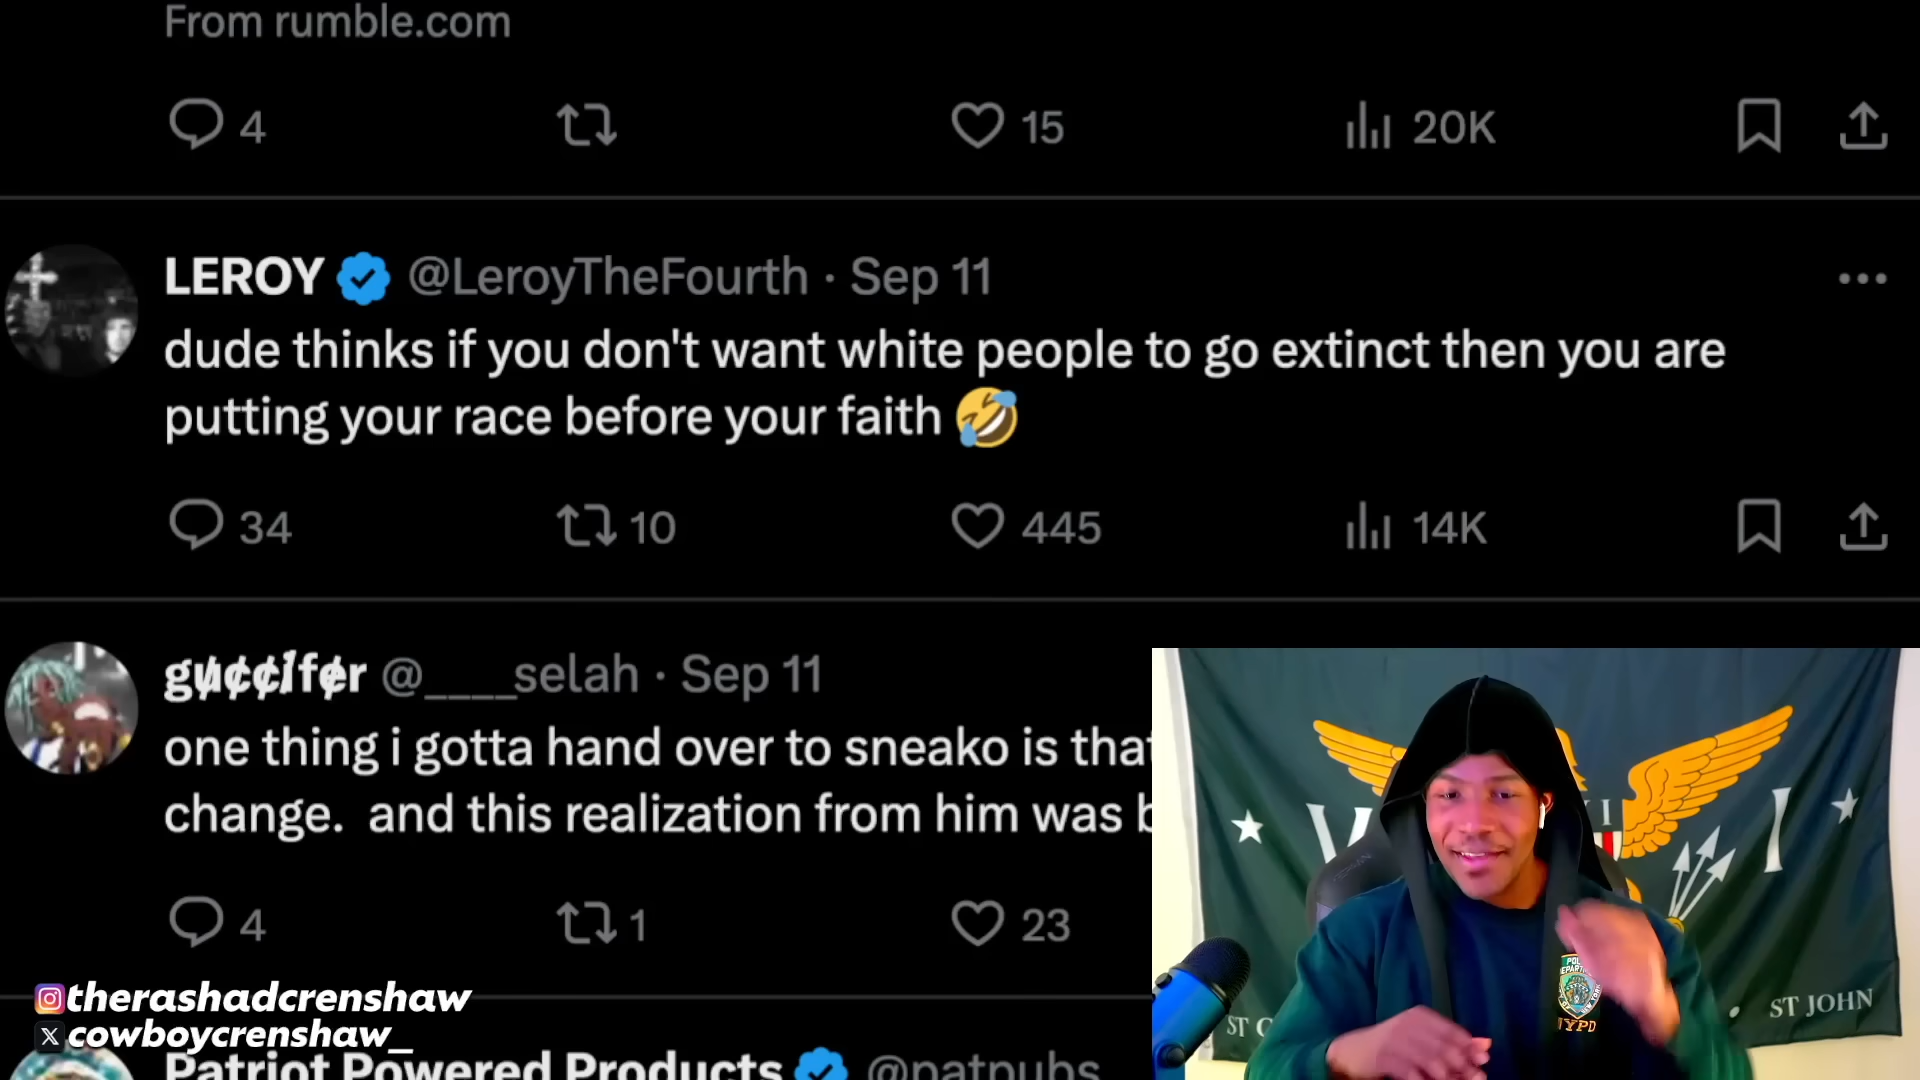 From rumble.com
4 15 20K
LEROY @LeroyTheFourth · Sep 11
dude thinks if you don't want white people to go extinct then you are
putting your race before your faith 🤣
34 10 445 14K
gu̸¢¢ifer @____selah · Sep 11
one thing i gotta hand over to sneako is that
change. and this realization from him was
4 1 23
therashadcrenshaw
cowboycrenshaw_
Patriot Powered Products @patpubs
V I
I
ST JOHN
NYPD